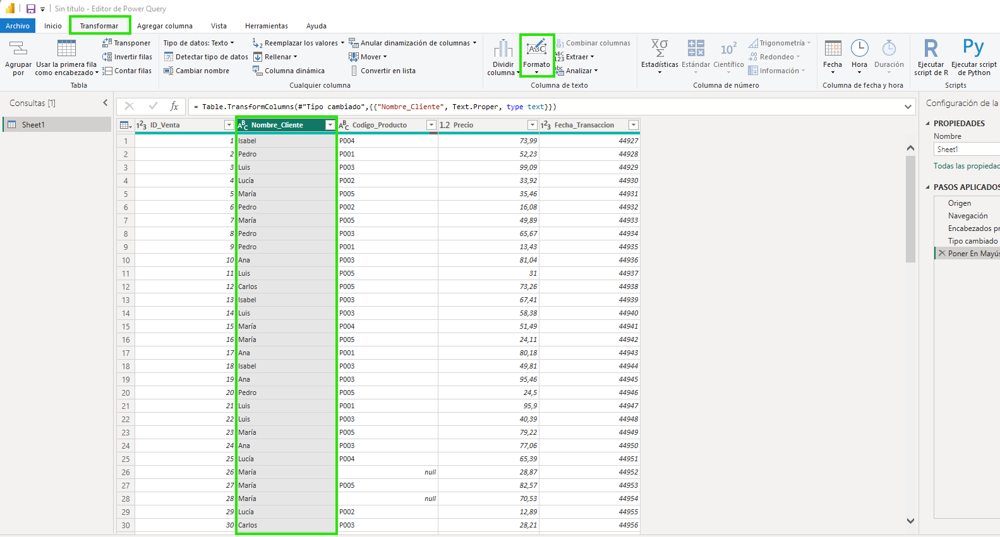 Sin título - Editor de Power Query
Archivo Inicio Transformar Agregar columna Vista Herramientas Ayuda
Agrupar por
Usar la primera fila como encabezado
Transponer
Invertir filas
Contar filas
Tabla
Tipo de datos: Texto
Detectar tipo de datos
Cambiar nombre
Reemplazar los valores
Rellenar
Columna dinámica
Anular dinamización de columnas
Mover
Convertir en lista
Cualquier columna
Dividir columna
ABC
Formato
Combinar columnas
ABC 123 Extraer
abc Analizar
Columna de texto
Χσ Σ
Estadísticas
Estándar
10²
Científico
Trigonometría
.00 →.0 Redondeo
Información
Columna de número
Fecha
Hora
Duración
Columna de fecha y hora
R
Ejecutar script de R
Py
Ejecutar script de Python
Scripts
Consultas [1]
Sheet1
fx = Table.TransformColumns(#"Tipo cambiado",{{"Nombre_Cliente", Text.Proper, type text}})
123 ID_Venta ABC Nombre_Cliente ABC Codigo_Producto 1.2 Precio 123 Fecha_Transaccion
1 1 Isabel P004 73,99 44927
2 2 Pedro P001 52,23 44928
3 3 Luis P003 99,09 44929
4 4 Lucía P002 33,92 44930
5 5 María P005 35,46 44931
6 6 Pedro P002 16,08 44932
7 7 María P005 49,89 44933
8 8 Pedro P003 65,67 44934
9 9 Pedro P001 13,43 44935
10 10 Ana P003 81,04 44936
11 11 Luis P005 31 44937
12 12 Carlos P005 73,26 44938
13 13 Isabel P003 67,41 44939
14 14 Luis P003 58,38 44940
15 15 María P004 51,49 44941
16 16 María P005 24,11 44942
17 17 Ana P001 80,18 44943
18 18 Isabel P003 49,81 44944
19 19 Ana P003 95,46 44945
20 20 Pedro P005 24,5 44946
21 21 Luis P001 95,9 44947
22 22 Luis P003 40,39 44948
23 23 María P005 79,22 44949
24 24 Ana P003 77,06 44950
25 25 Lucía P004 65,39 44951
26 26 María null 28,87 44952
27 27 María P005 82,57 44953
28 28 María null 70,53 44954
29 29 Lucía P002 12,89 44955
30 30 Carlos P003 28,21 44956
Configuración de la
PROPIEDADES
Nombre
Sheet1
Todas las propiedad
PASOS APLICADOS
Origen
Navegación
Encabezados pr
Tipo cambiado
Poner En Mayús